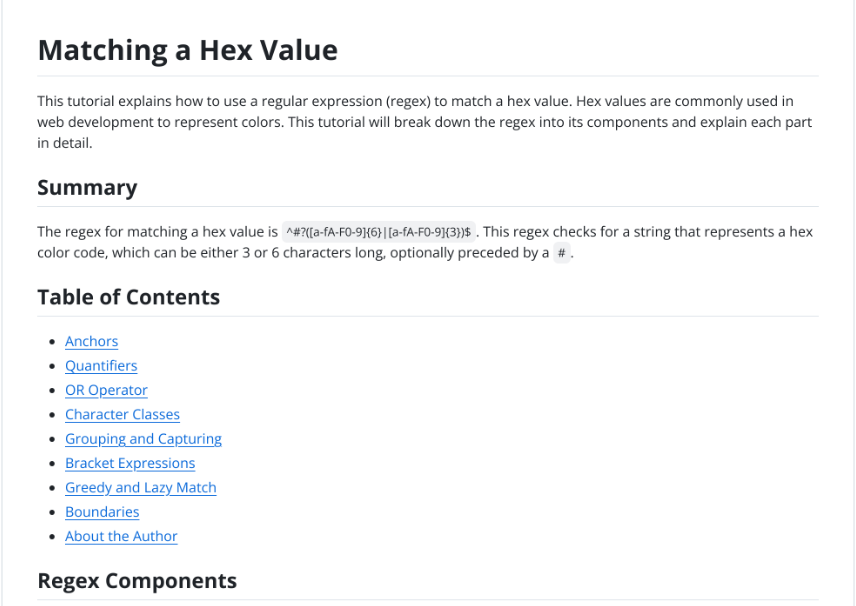 Matching a Hex Value
This tutorial explains how to use a regular expression (regex) to match a hex value. Hex values are commonly used in
web development to represent colors. This tutorial will break down the regex into its components and explain each part
in detail.
Summary
The regex for matching a hex value is ^#?([a-fA-F0-9]{6}|[a-fA-F0-9]{3})$ . This regex checks for a string that represents a hex
color code, which can be either 3 or 6 characters long, optionally preceded by a # .
Table of Contents
• Anchors
• Quantifiers
• OR Operator
• Character Classes
• Grouping and Capturing
• Bracket Expressions
• Greedy and Lazy Match
• Boundaries
• About the Author
Regex Components